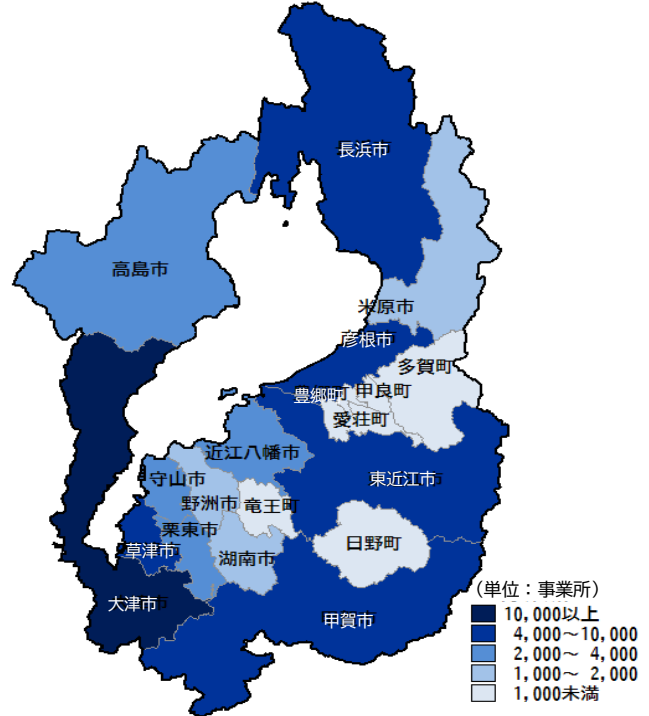 長浜市
高島市
米原市
彦根市
多賀町
豊郷町
甲良町
愛荘町
近江八幡市
東近江市
守山市
野洲市
竜王町
栗東市
日野町
草津市
湖南市
大津市
甲賀市
(単位：事業所)
10,000以上
4,000～10,000
2,000～ 4,000
1,000～ 2,000
1,000未満